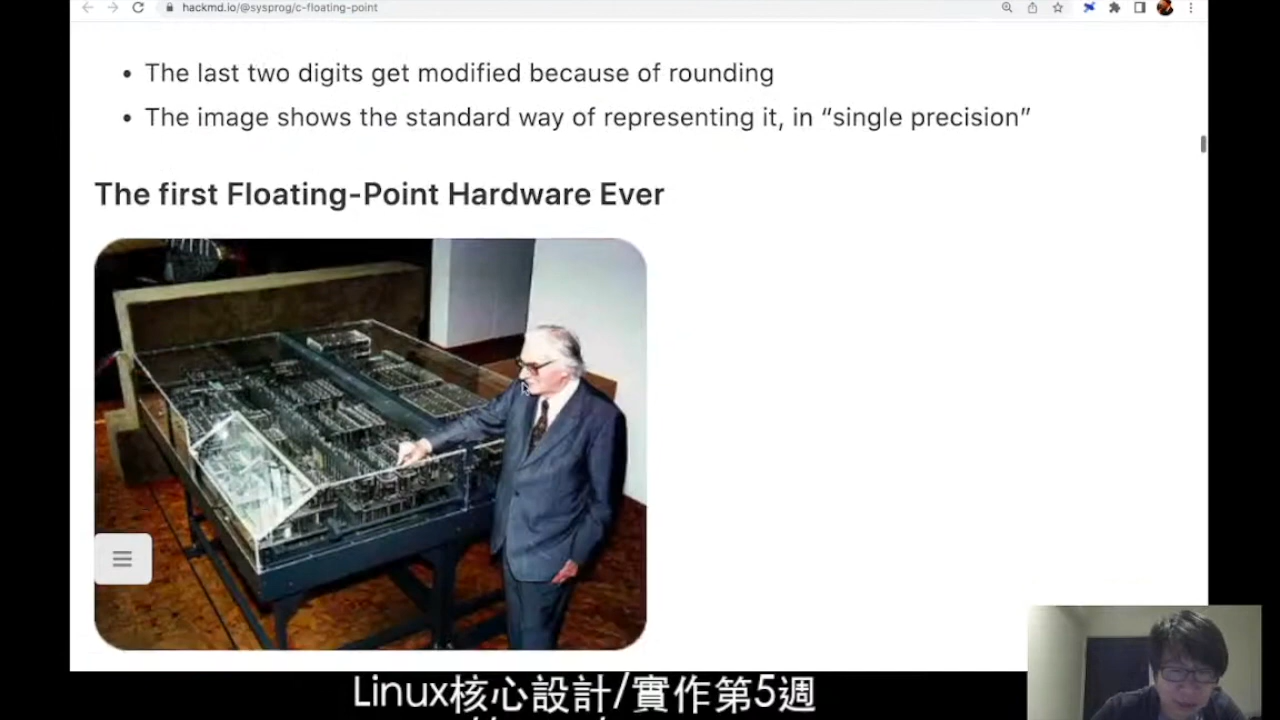 hackmd.io/@sysprog/c-floating-point
The last two digits get modified because of rounding
The image shows the standard way of representing it, in “single precision”
The first Floating-Point Hardware Ever
Linux核心設計/實作第5週